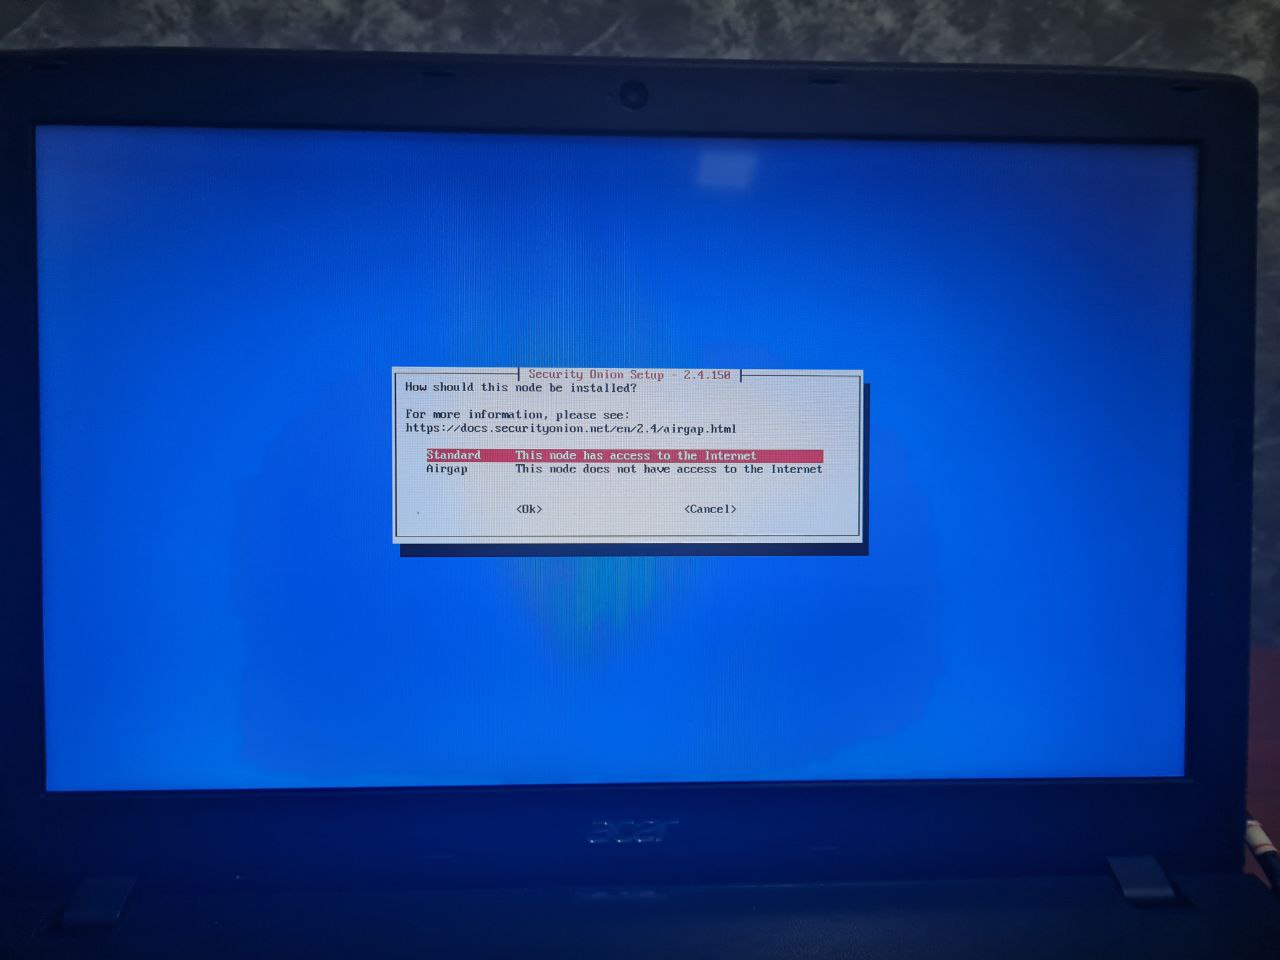 Security Onion Setup - 2.4.150
How should this node be installed?
For more information, please see:
https://docs.securityonion.net/en/2.4/airgap.html
Standard This node has access to the Internet
Airgap This node does not have access to the Internet
<Ok> <Cancel>
acer